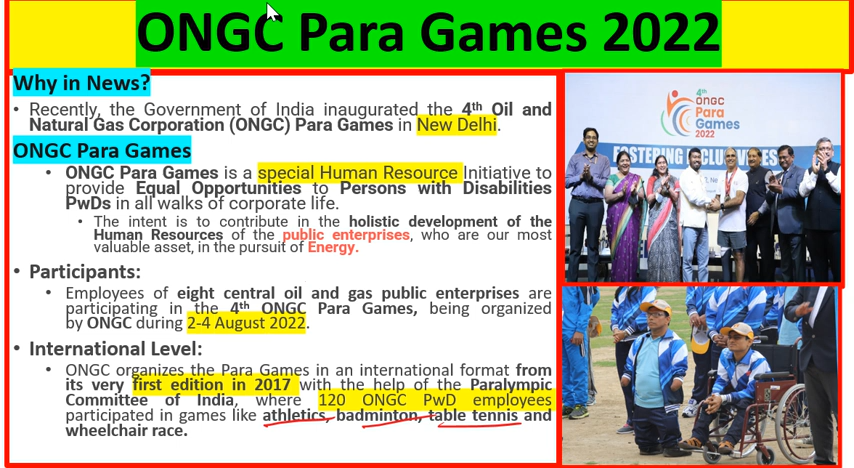 ONGC Para Games 2022
Why in News?
• Recently, the Government of India inaugurated the 4th Oil and
Natural Gas Corporation (ONGC) Para Games in New Delhi.
ONGC Para Games
• ONGC Para Games is a special Human Resource Initiative to
provide Equal Opportunities to Persons with Disabilities
PwDs in all walks of corporate life.
• The intent is to contribute in the holistic development of the
Human Resources of the public enterprises, who are our most
valuable asset, in the pursuit of Energy.
• Participants:
• Employees of eight central oil and gas public enterprises are
participating in the 4th ONGC Para Games, being organized
by ONGC during 2-4 August 2022.
• International Level:
• ONGC organizes the Para Games in an international format from
its very first edition in 2017 with the help of the Paralympic
Committee of India, where 120 ONGC PwD employees
participated in games like athletics, badminton, table tennis and
wheelchair race.
4th
ONGC
Para
Games
2022
FOSTERING